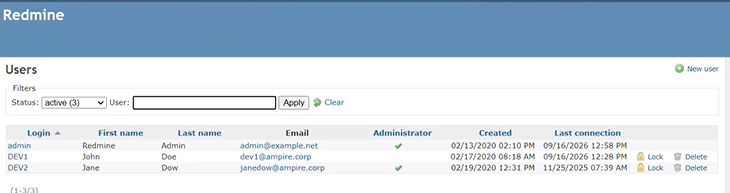 Redmine
Users
New user
Filters
Status: active (3) User: Apply Clear
Login First name Last name Email Administrator Created Last connection
admin Redmine Admin admin@example.net 02/13/2020 02:10 PM 09/16/2026 12:58 PM
DEV1 John Doe dev1@ampire.corp 02/17/2020 08:18 AM 09/16/2026 12:28 PM Lock Delete
DEV2 Jane Dow janedow@ampire.corp 02/19/2020 12:31 PM 11/25/2025 07:39 AM Lock Delete
(1-3/3)